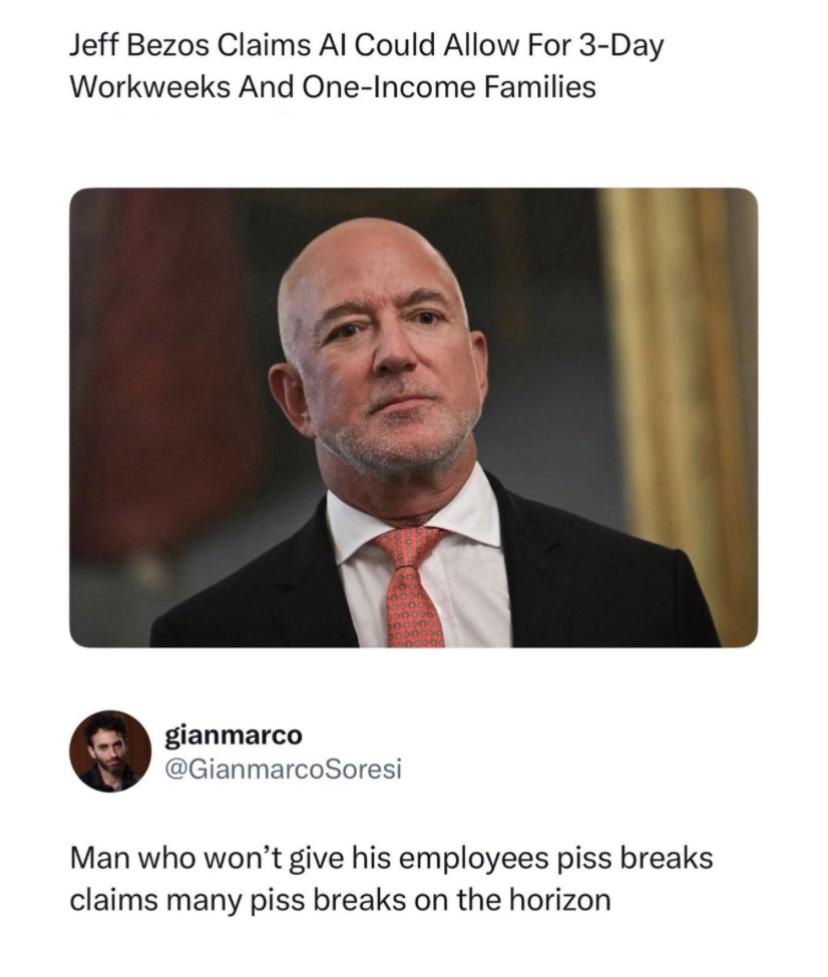 Jeff Bezos Claims AI Could Allow For 3-Day
Workweeks And One-Income Families
gianmarco
@GianmarcoSoresi
Man who won’t give his employees piss breaks
claims many piss breaks on the horizon